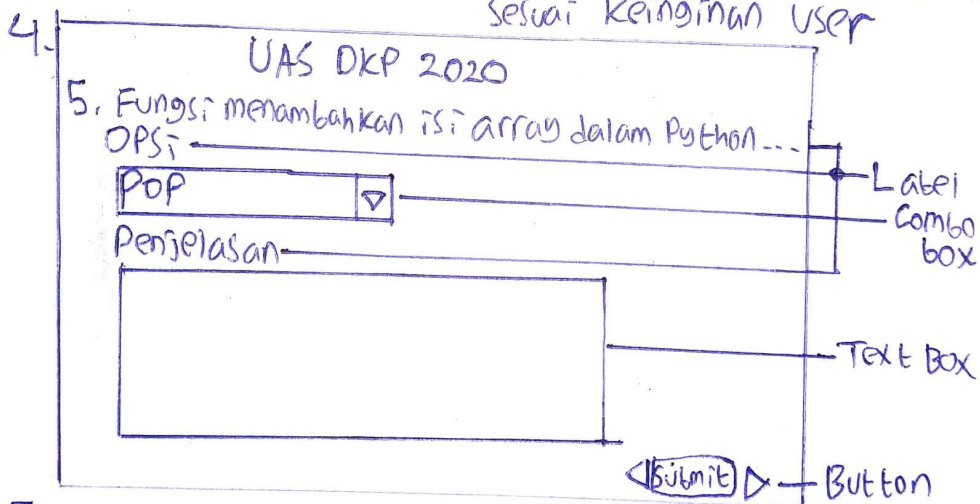 sesuai keinginan user
4.
UAS DKP 2020
5. Fungsi menambahkan isi array dalam Python...
OPSi
POP
Label
Combo
box
Penjelasan
Text Box
Submit
Button